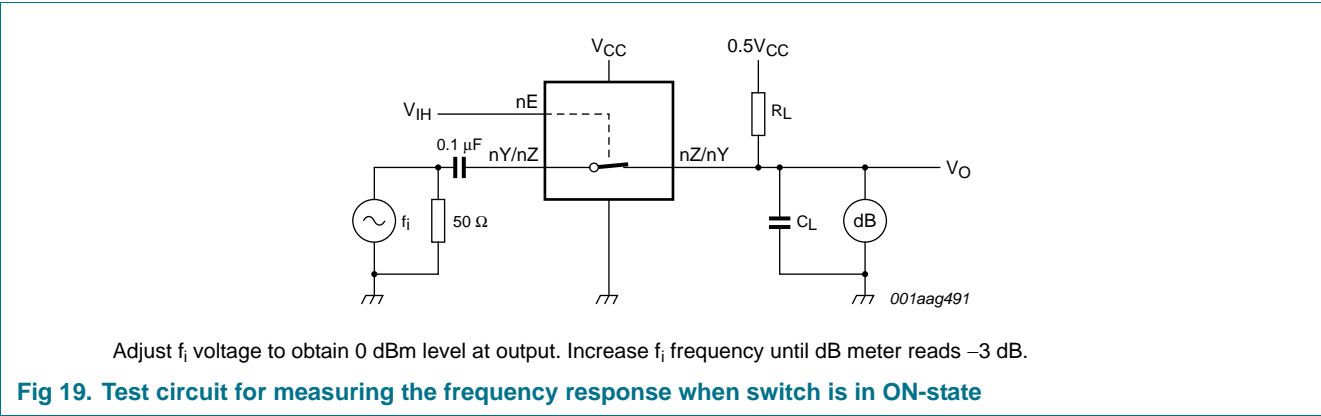 V_CC
0.5V_CC
nE
V_IH
R_L
0.1 μF
nY/nZ
nZ/nY
V_O
f_i
50 Ω
C_L
dB
001aag491
Adjust f_i voltage to obtain 0 dBm level at output. Increase f_i frequency until dB meter reads −3 dB.
Fig 19. Test circuit for measuring the frequency response when switch is in ON-state